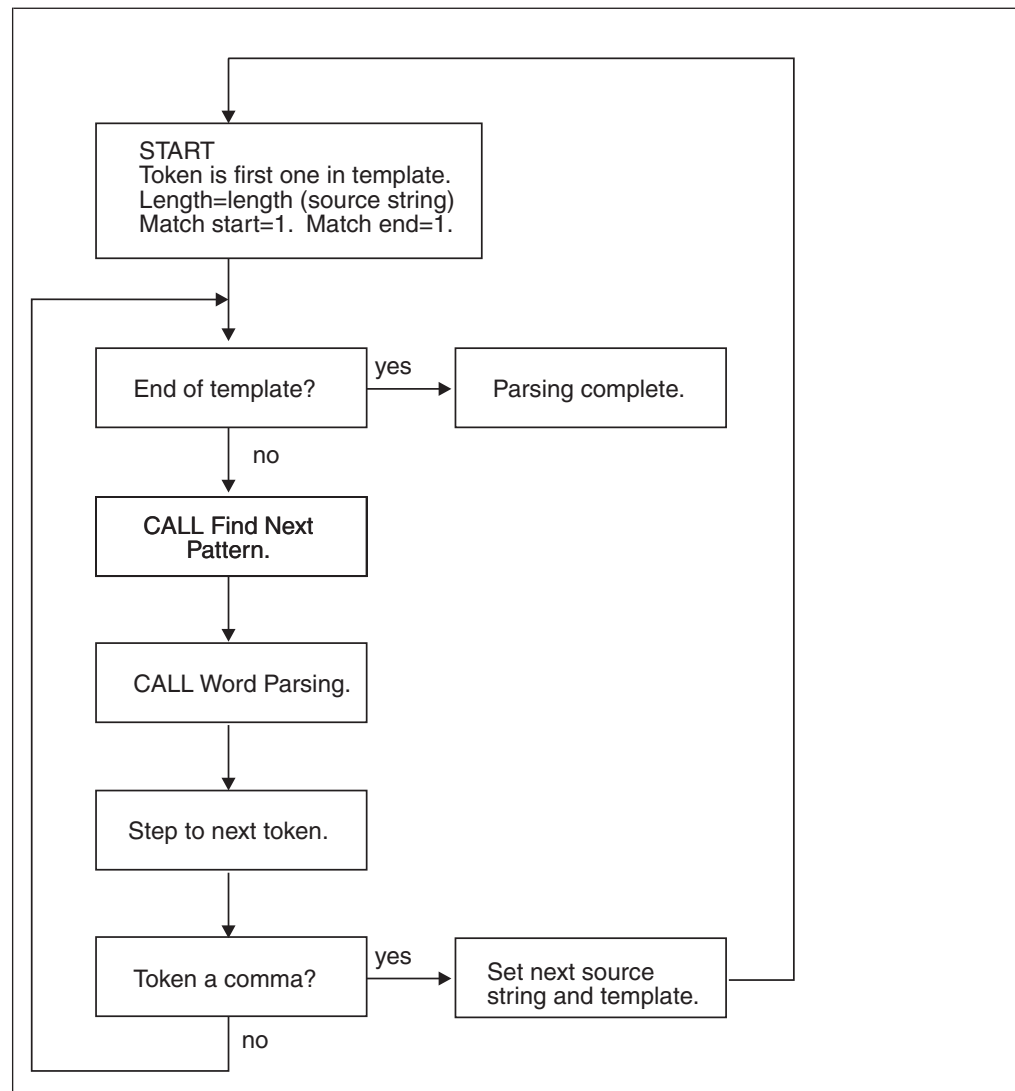 START
Token is first one in template.
Length=length (source string)
Match start=1. Match end=1.
End of template?
yes
Parsing complete.
no
CALL Find Next
Pattern.
CALL Word Parsing.
Step to next token.
Token a comma?
yes
Set next source
string and template.
no